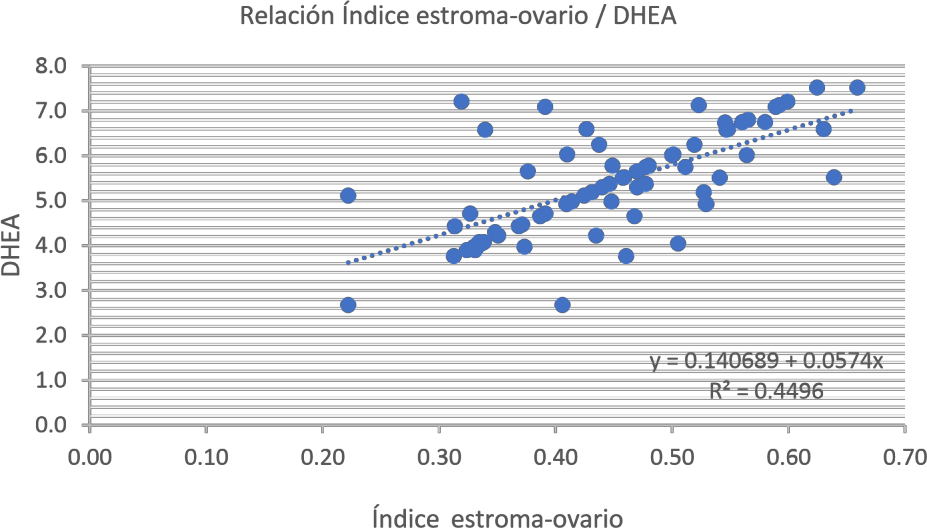 Relación Índice estroma-ovario / DHEA
8.0
7.0
6.0
5.0
4.0
3.0
2.0
1.0
0.0
DHEA
y = 0.140689 + 0.0574x
R² = 0.4496
0.00 0.10 0.20 0.30 0.40 0.50 0.60 0.70
Índice estroma-ovario